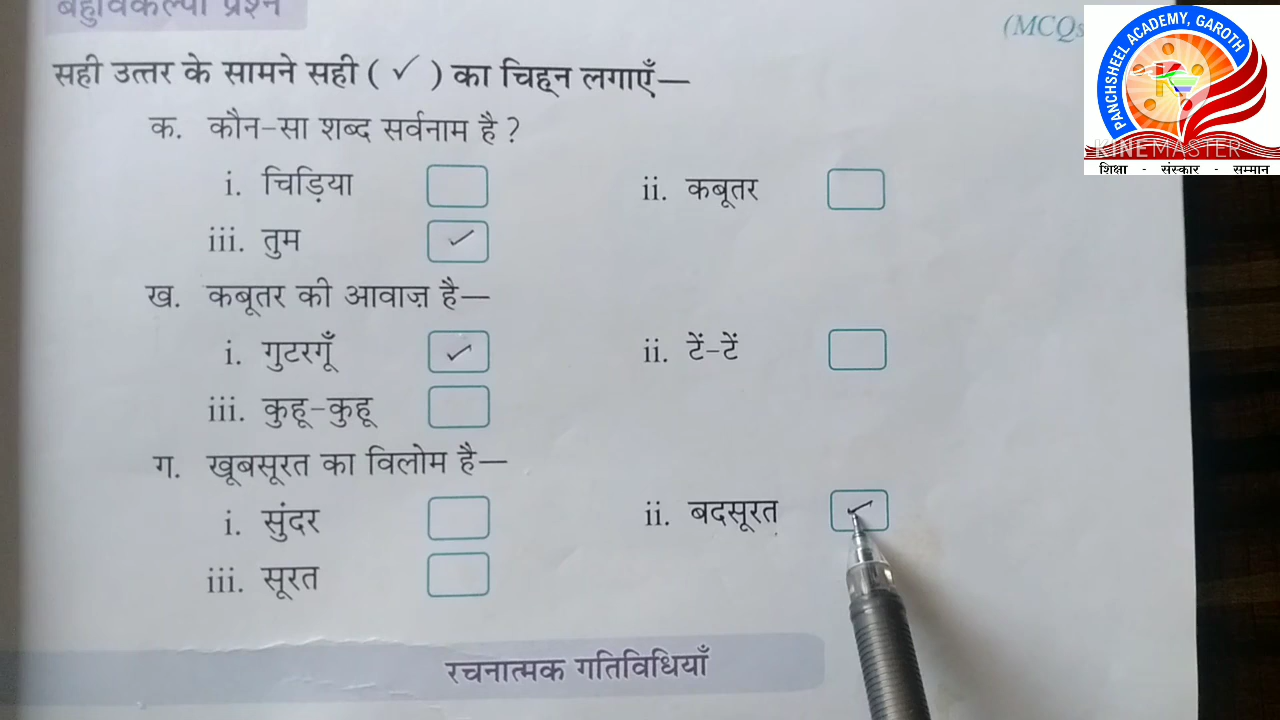 बहुविकल्पी प्रश्न
(MCQs
सही उत्तर के सामने सही ( ✓ ) का चिह्न लगाएँ—
क. कौन-सा शब्द सर्वनाम है ?
i. चिड़िया ii. कबूतर
iii. तुम ✓
ख. कबूतर की आवाज़ है—
i. गुटरगूँ ✓ ii. टें-टें
iii. कुहू-कुहू
ग. खूबसूरत का विलोम है—
i. सुंदर ii. बदसूरत ✓
iii. सूरत
रचनात्मक गतिविधियाँ
PANCHSHEEL ACADEMY, GAROTH
KINEMASTER
शिक्षा - संस्कार - सम्मान